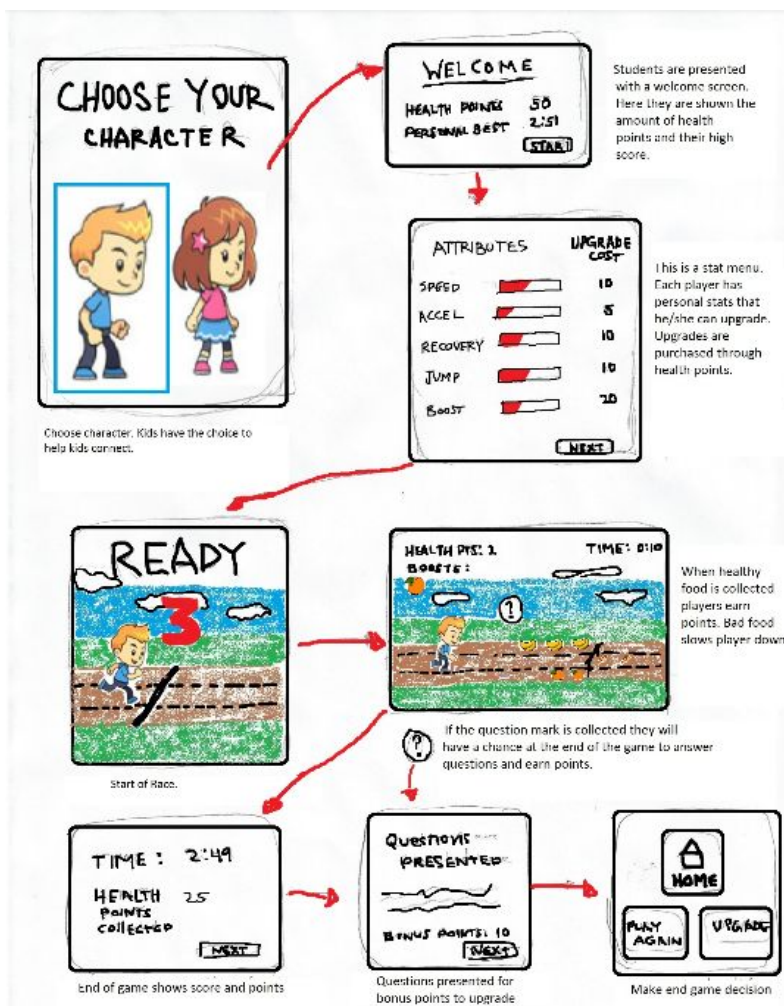 CHOOSE YOUR
CHARACTER
Choose character. Kids have the choice to
help kids connect.
WELCOME
HEALTH POINTS 50
PERSONAL BEST 2:51
START
Students are presented
with a welcome screen.
Here they are shown the
amount of health
points and their high
score.
ATTRIBUTES UPGRADE
COST
SPEED 10
ACCEL 5
RECOVERY 10
JUMP 10
BOOST 20
NEXT
This is a stat menu.
Each player has
personal stats that
he/she can upgrade.
Upgrades are
purchased through
health points.
READY
3
Start of Race.
HEALTH PTS: 2 TIME: 0:10
BOOSTS:
?
When healthy
food is collected
players earn
points. Bad food
slows player down
?
If the question mark is collected they will
have a chance at the end of the game to answer
questions and earn points.
TIME: 2:49
HEALTH 25
POINTS
COLLECTED
NEXT
End of game shows score and points
Questions
PRESENTED
BONUS POINTS: 10
NEXT
Questions presented for
bonus points to upgrade
HOME
PLAY
AGAIN
UPGRADE
Make end game decision